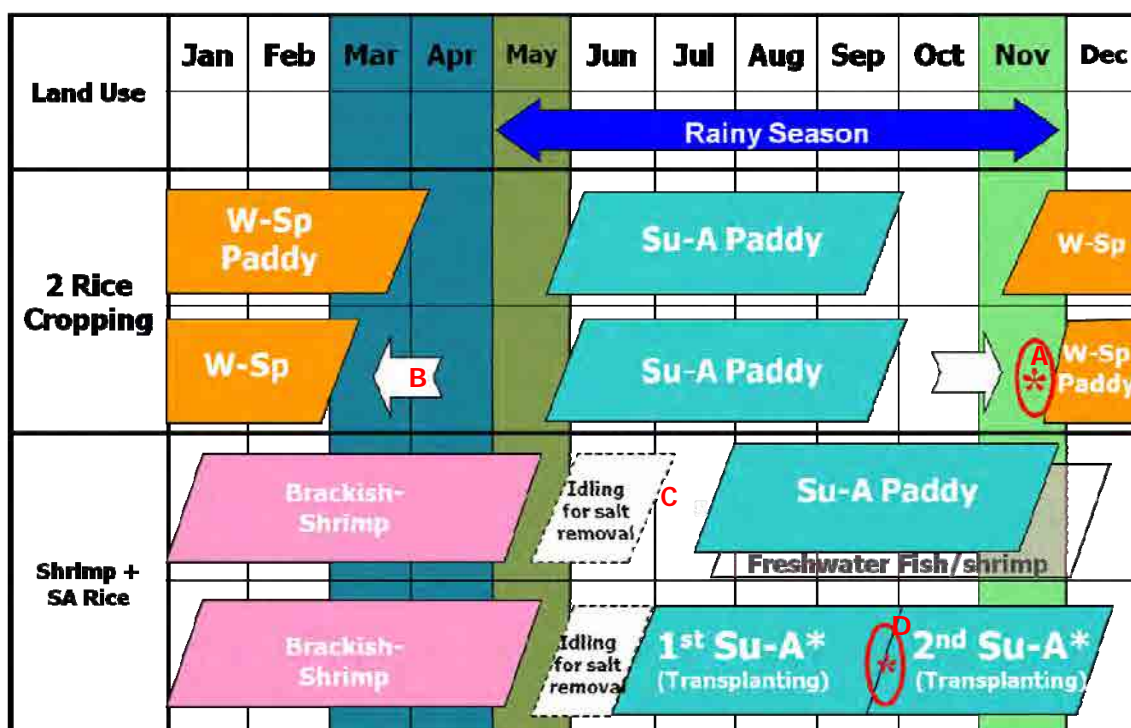 Land Use
Jan Feb Mar Apr May Jun Jul Aug Sep Oct Nov Dec
Rainy Season
2 Rice
Cropping
W-Sp
Paddy
Su-A Paddy
W-Sp
W-Sp
B
Su-A Paddy
A
*
W-Sp
Paddy
Shrimp +
SA Rice
Brackish-
Shrimp
Idling
for salt
removal
C
Su-A Paddy
Freshwater Fish/shrimp
Brackish-
Shrimp
Idling
for salt
removal
1st Su-A*
(Transplanting)
D
*
2nd Su-A*
(Transplanting)